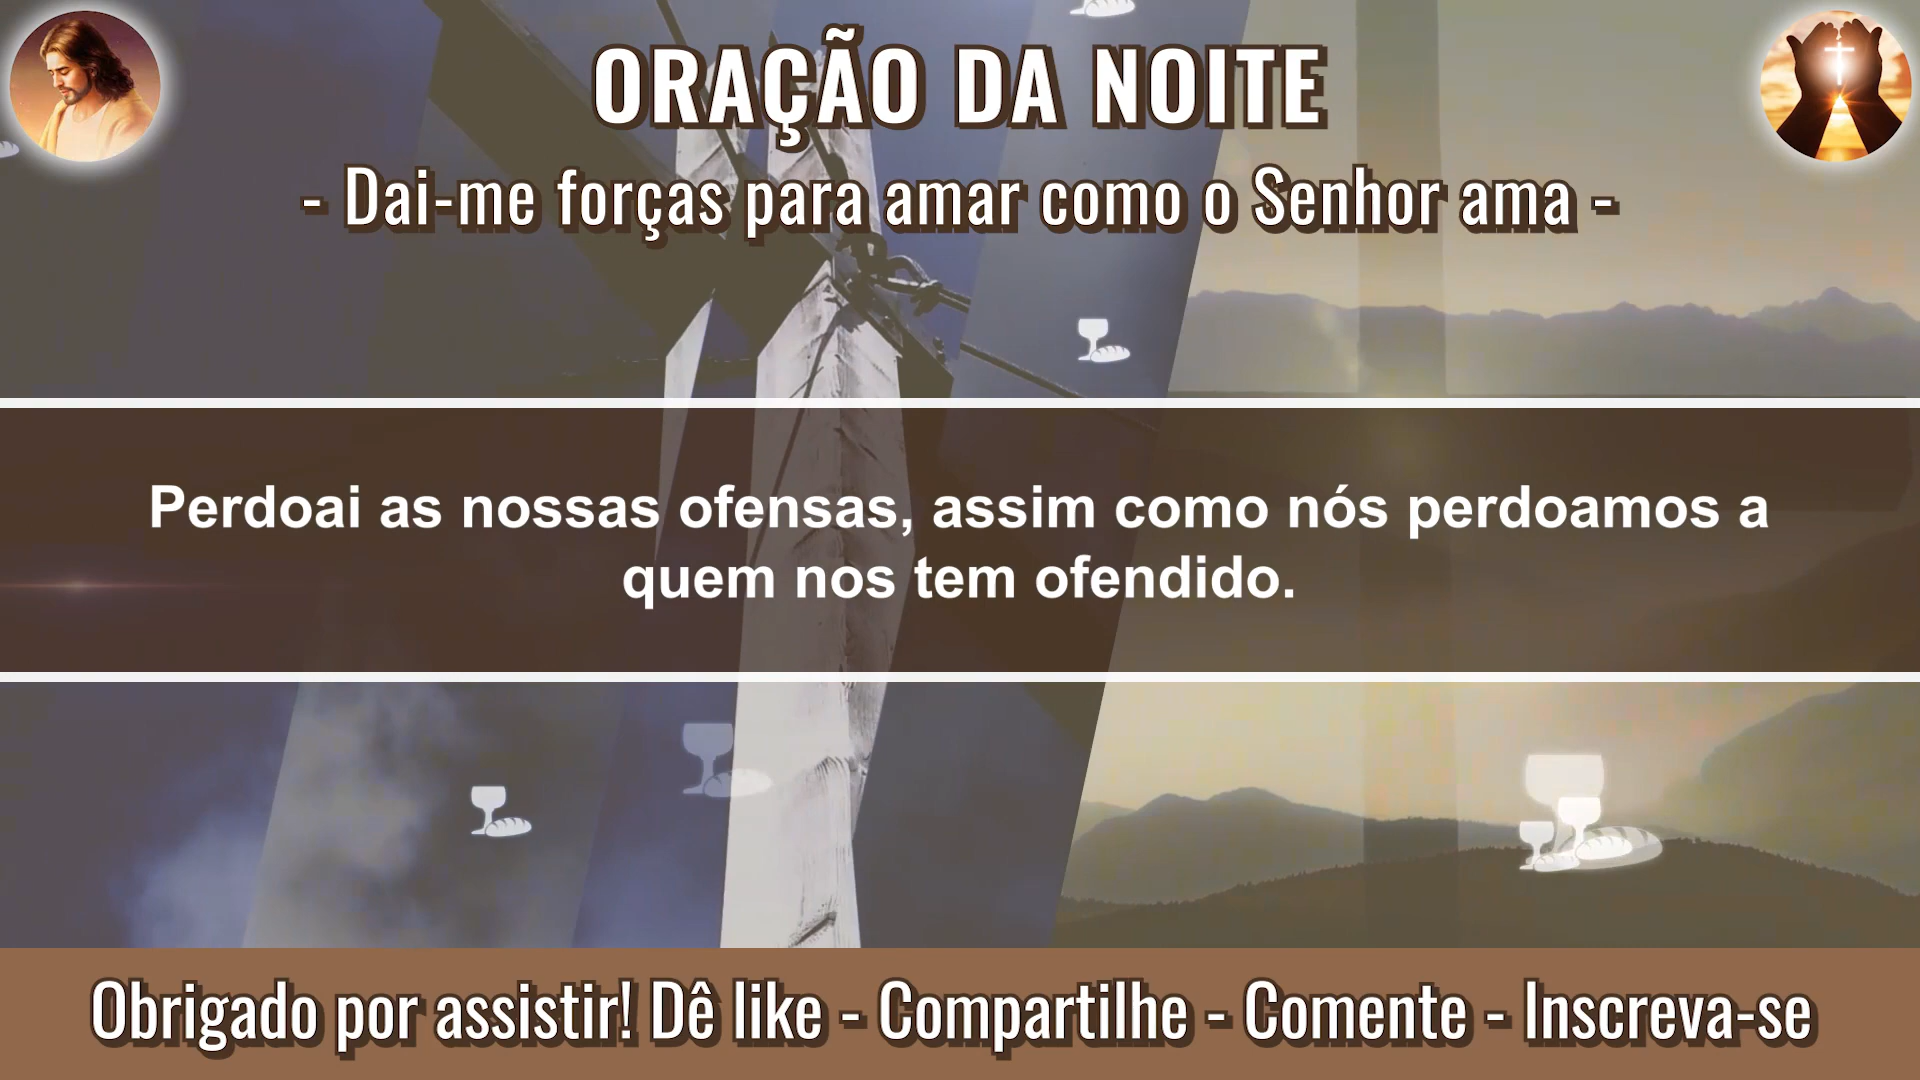 ORAÇÃO DA NOITE
- Dai-me forças para amar como o Senhor ama -
Perdoai as nossas ofensas, assim como nós perdoamos a
quem nos tem ofendido.
Obrigado por assistir! Dê like - Compartilhe - Comente - Inscreva-se